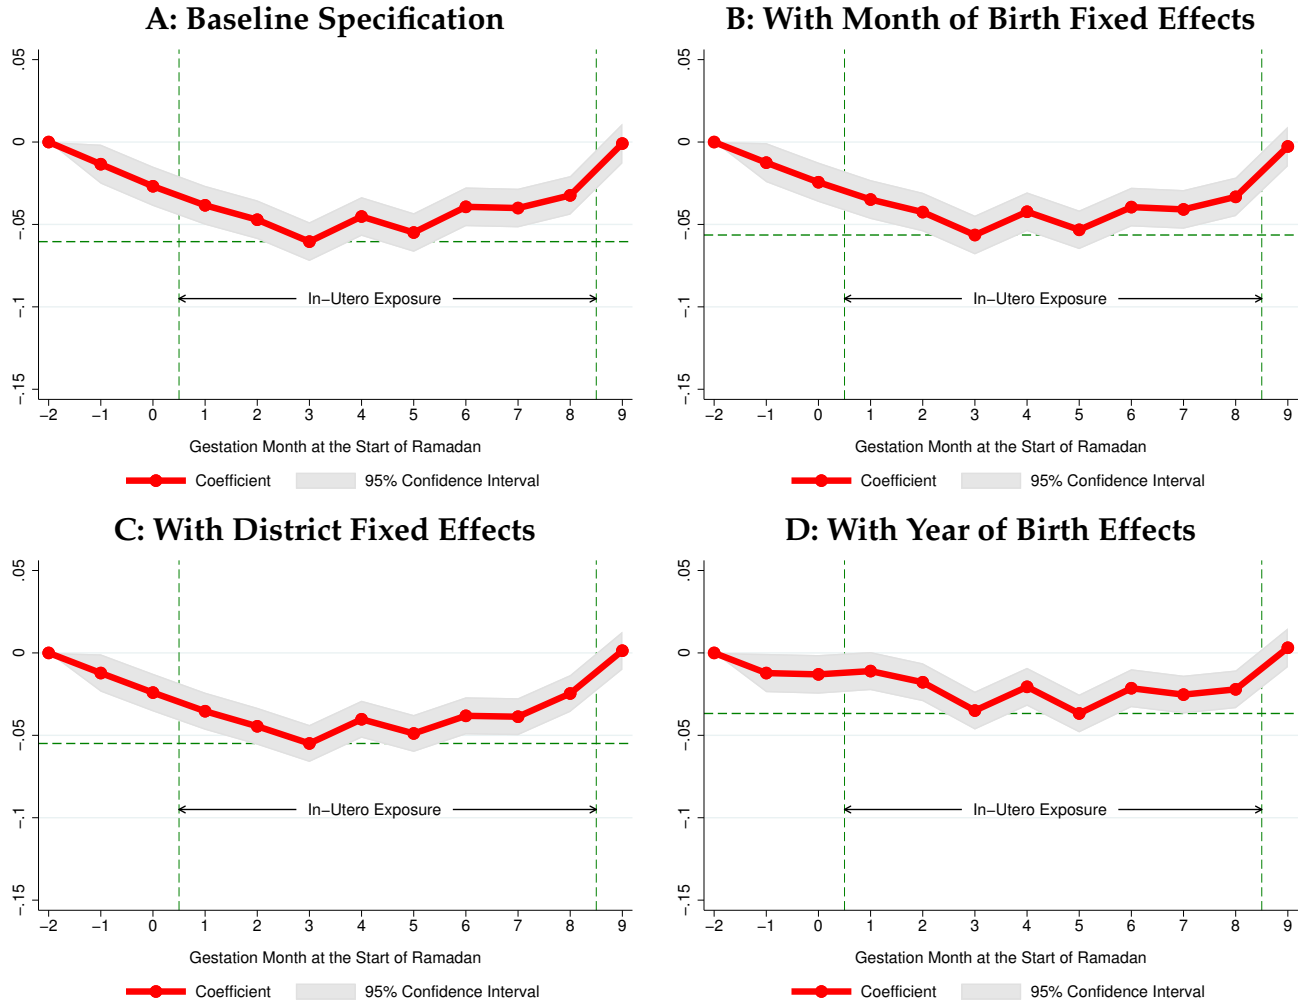 A: Baseline Specification
.05
0
−.05
−.1
−.15
In−Utero Exposure
−2 −1 0 1 2 3 4 5 6 7 8 9
Gestation Month at the Start of Ramadan
Coefficient 95% Confidence Interval
B: With Month of Birth Fixed Effects
.05
0
−.05
−.1
−.15
In−Utero Exposure
−2 −1 0 1 2 3 4 5 6 7 8 9
Gestation Month at the Start of Ramadan
Coefficient 95% Confidence Interval
C: With District Fixed Effects
.05
0
−.05
−.1
−.15
In−Utero Exposure
−2 −1 0 1 2 3 4 5 6 7 8 9
Gestation Month at the Start of Ramadan
Coefficient 95% Confidence Interval
D: With Year of Birth Effects
.05
0
−.05
−.1
−.15
In−Utero Exposure
−2 −1 0 1 2 3 4 5 6 7 8 9
Gestation Month at the Start of Ramadan
Coefficient 95% Confidence Interval